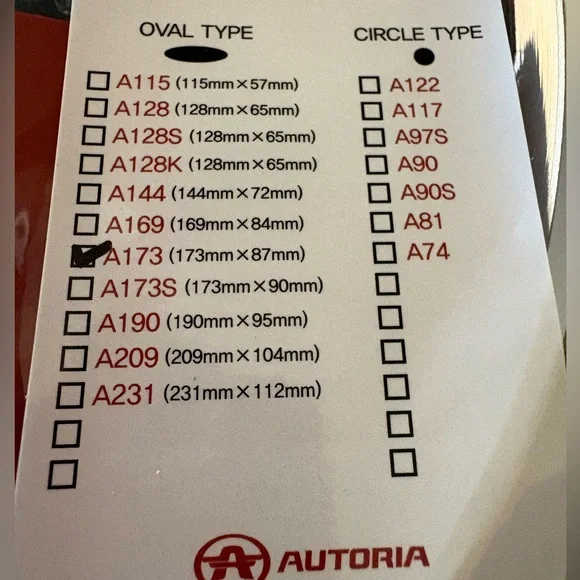 OVAL TYPE
A115 (115mm×57mm)
A128 (128mm×65mm)
A128S (128mm×65mm)
A128K (128mm×65mm)
A144 (144mm×72mm)
A169 (169mm×84mm)
A173 (173mm×87mm)
A173S (173mm×90mm)
A190 (190mm×95mm)
A209 (209mm×104mm)
A231 (231mm×112mm)
CIRCLE TYPE
A122
A117
A97S
A90
A90S
A81
A74
AUTORIA